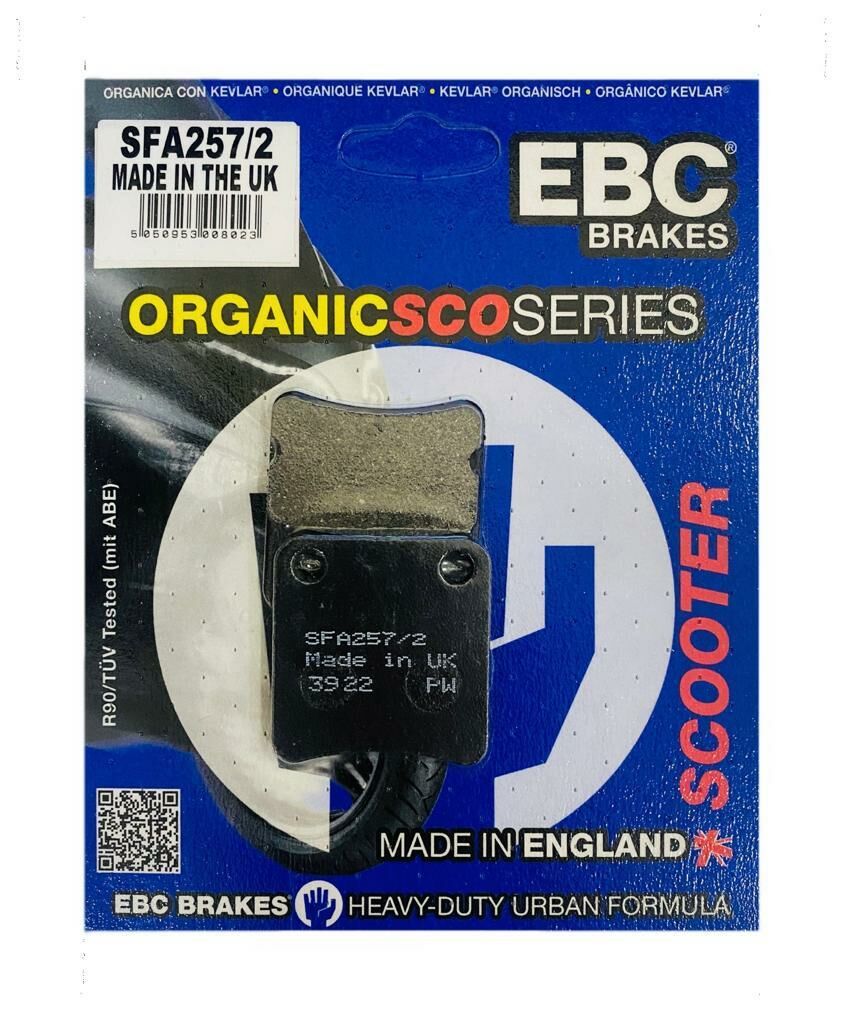 ORGANICA CON KEVLAR® • ORGANIQUE KEVLAR® • KEVLAR® ORGANISCH • ORGÂNICO KEVLAR®
SFA257/2
MADE IN THE UK
5 050953 008023
EBC®
BRAKES
ORGANICSCOSERIES
R90/TÜV Tested (mit ABE)
SCOOTER
SFA257/2
Made in UK
3922 PW
MADE IN ENGLAND
EBC BRAKES® HEAVY-DUTY URBAN FORMULA